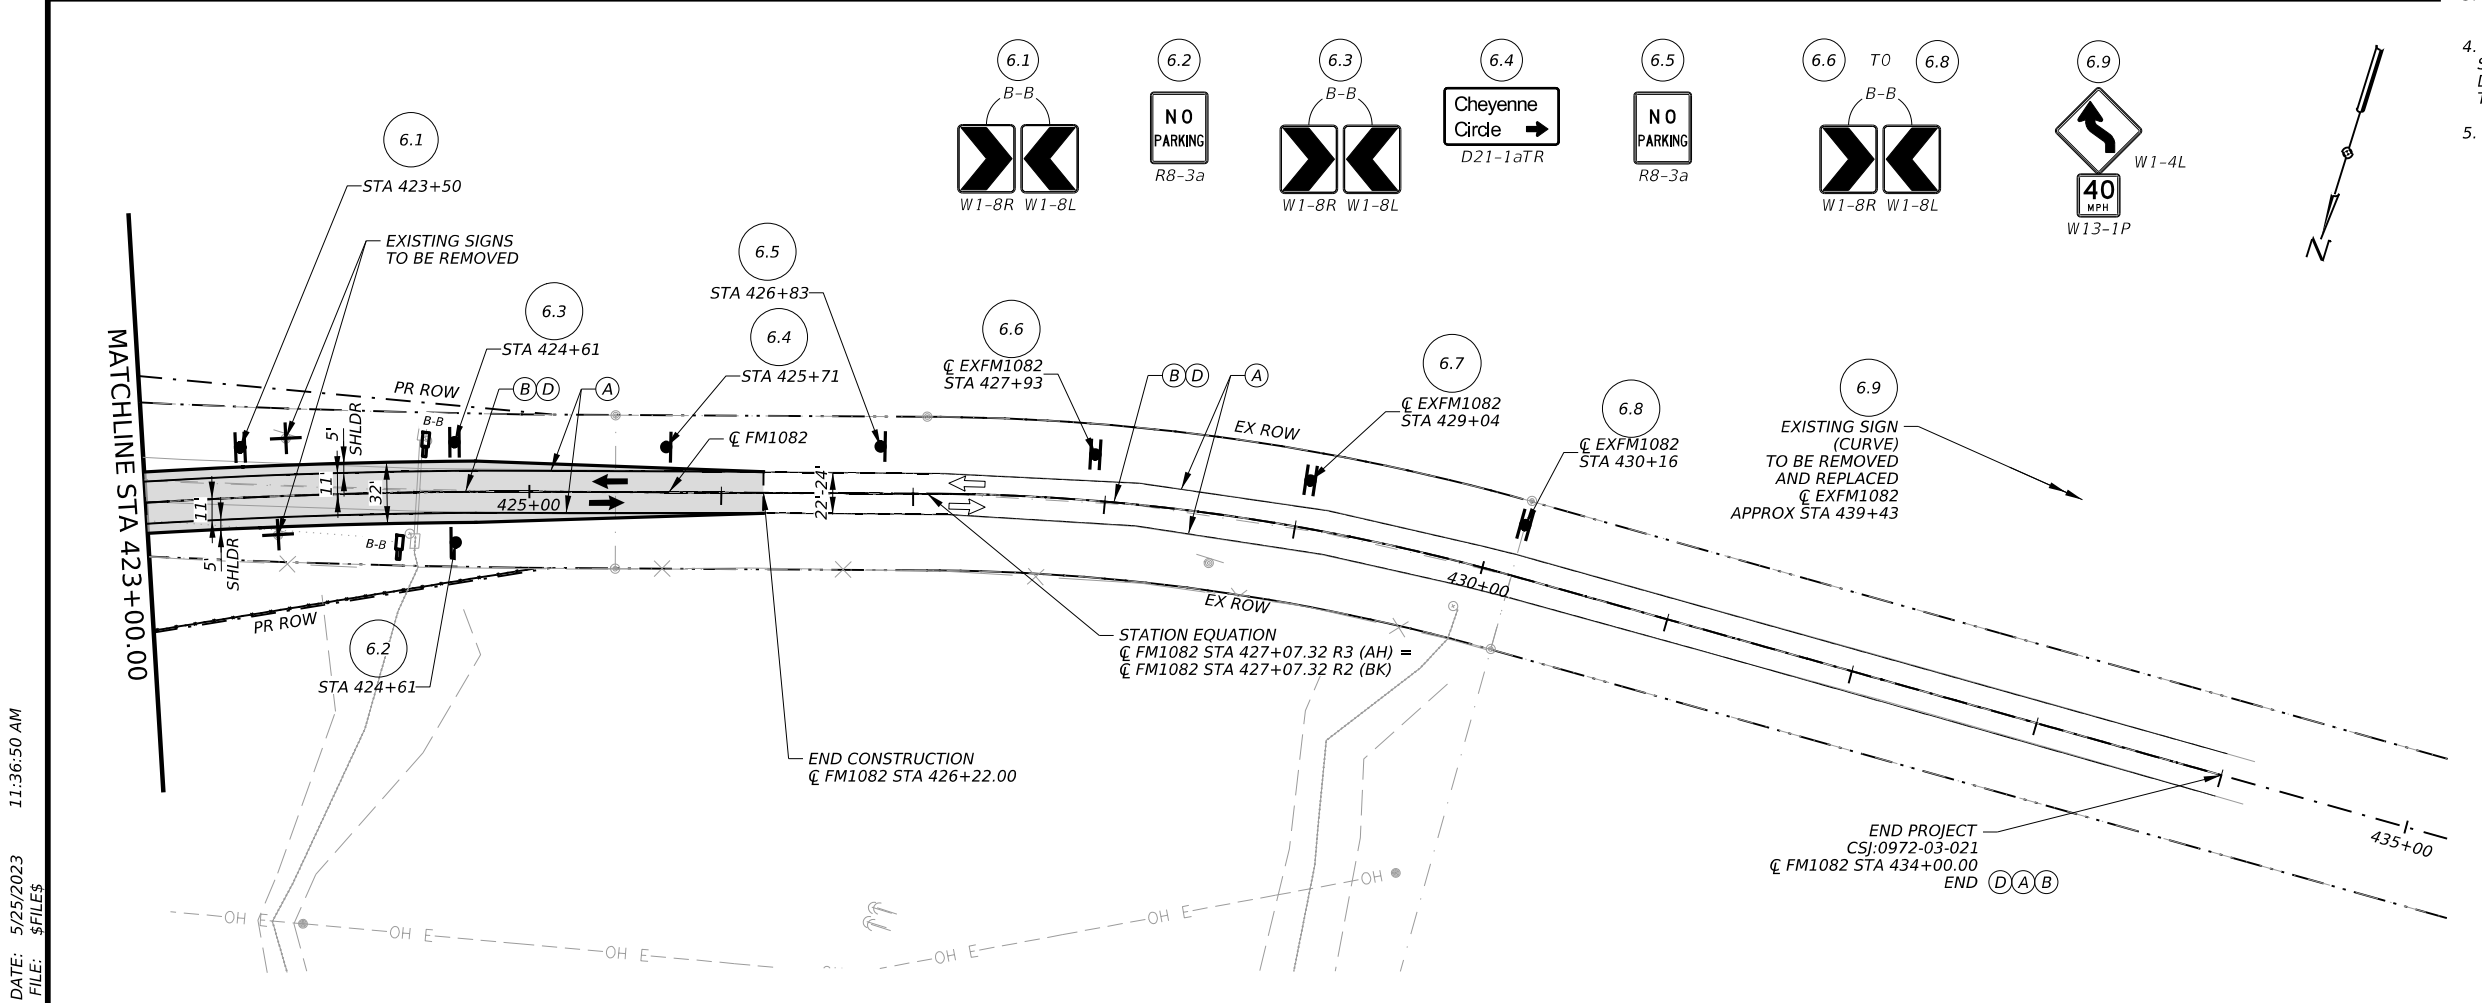 6.1
6.2
6.3
6.4
6.5
6.6 TO 6.8
6.9
B-B
W1-8R W1-8L
NO
PARKING
R8-3a
B-B
W1-8R W1-8L
Cheyenne
Circle
D21-1aTR
NO
PARKING
R8-3a
B-B
W1-8R W1-8L
W1-4L
40
MPH
W13-1P
N
4.
5.
6.1
STA 423+50
EXISTING SIGNS
TO BE REMOVED
6.3
STA 424+61
6.5
STA 426+83
6.4
STA 425+71
6.6
℄ EXFM1082
STA 427+93
6.7
℄ EXFM1082
STA 429+04
6.8
℄ EXFM1082
STA 430+16
6.9
EXISTING SIGN
(CURVE)
TO BE REMOVED
AND REPLACED
℄ EXFM1082
APPROX STA 439+43
MATCHLINE STA 423+00.00
PR ROW
B D
A
℄ FM1082
B D
A
EX ROW
B-B
5'
SHLDR
11'
32'
11'
5'
SHLDR
425+00
22'-24'
B-B
PR ROW
6.2
STA 424+61
430+00
EX ROW
STATION EQUATION
℄ FM1082 STA 427+07.32 R3 (AH) =
℄ FM1082 STA 427+07.32 R2 (BK)
END CONSTRUCTION
℄ FM1082 STA 426+22.00
END PROJECT
CSJ:0972-03-021
℄ FM1082 STA 434+00.00
END D A B
435+00
OH E
OH E
OH E
OH E
OH E
OH
DATE: 5/25/2023 11:36:50 AM
FILE: $FILE$